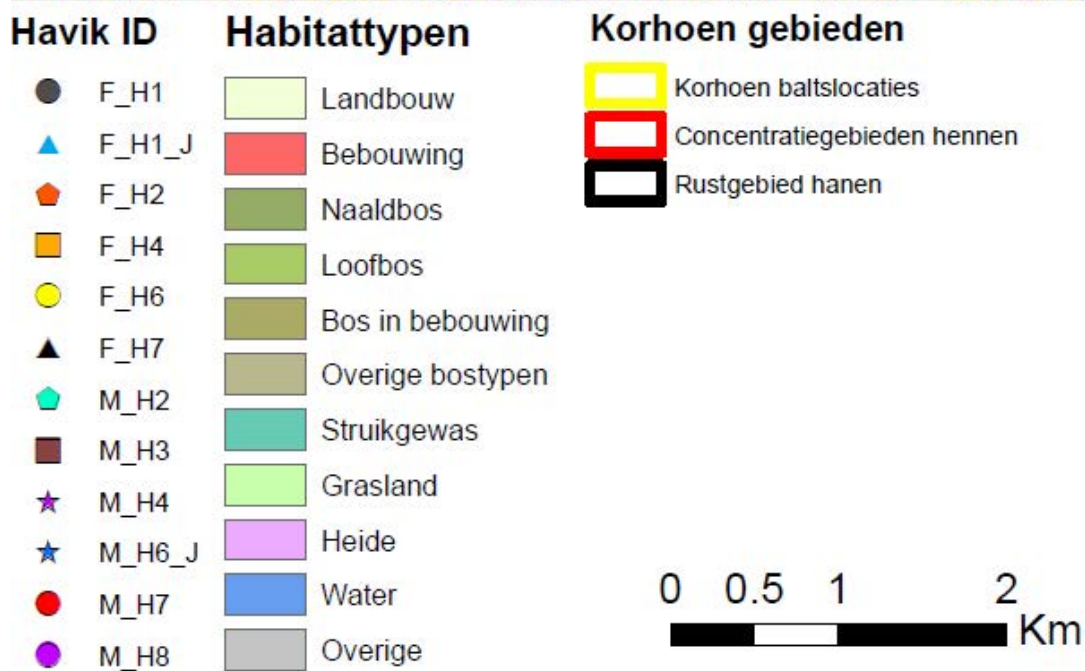 Havik ID
F_H1
F_H1_J
F_H2
F_H4
F_H6
F_H7
M_H2
M_H3
M_H4
M_H6_J
M_H7
M_H8
Habitattypen
Landbouw
Bebouwing
Naaldbos
Loofbos
Bos in bebouwing
Overige bostypen
Struikgewas
Grasland
Heide
Water
Overige
Korhoen gebieden
Korhoen baltslocaties
Concentratiegebieden hennen
Rustgebied hanen
0 0.5 1 2
Km